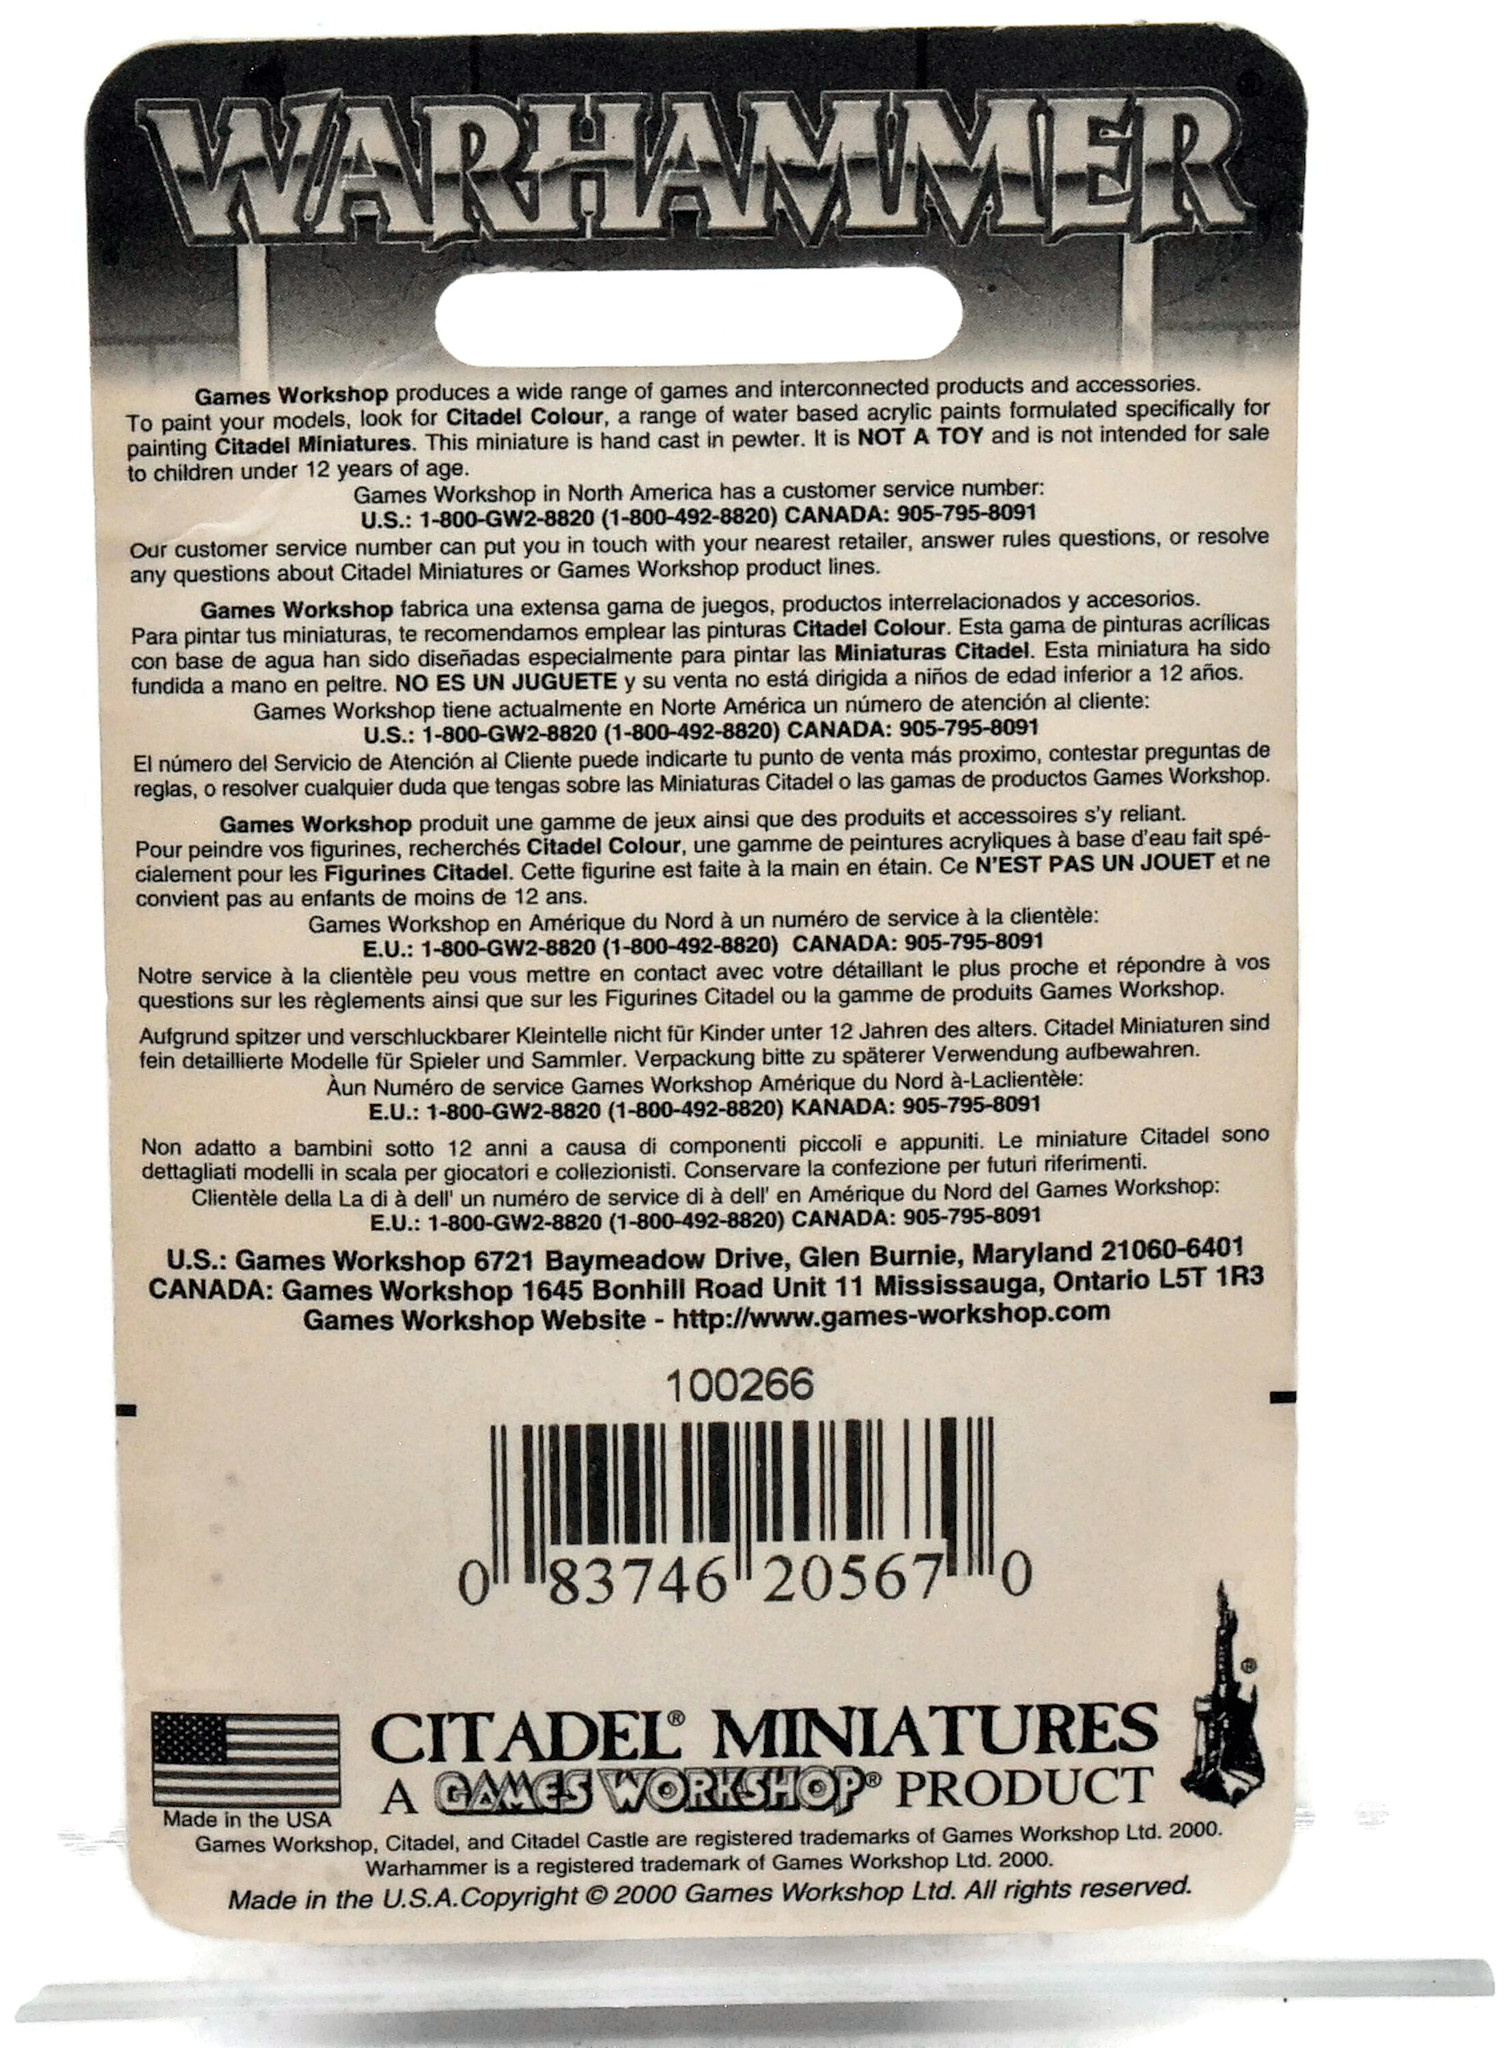 WARHAMMER
Games Workshop produces a wide range of games and interconnected products and accessories.
To paint your models, look for Citadel Colour, a range of water based acrylic paints formulated specifically for
painting Citadel Miniatures. This miniature is hand cast in pewter. It is NOT A TOY and is not intended for sale
to children under 12 years of age.
Games Workshop in North America has a customer service number:
U.S.: 1-800-GW2-8820 (1-800-492-8820) CANADA: 905-795-8091
Our customer service number can put you in touch with your nearest retailer, answer rules questions, or resolve
any questions about Citadel Miniatures or Games Workshop product lines.
Games Workshop fabrica una extensa gama de juegos, productos interrelacionados y accesorios.
Para pintar tus miniaturas, te recomendamos emplear las pinturas Citadel Colour. Esta gama de pinturas acrílicas
con base de agua han sido diseñadas especialmente para pintar las Miniaturas Citadel. Esta miniatura ha sido
fundida a mano en peltre. NO ES UN JUGUETE y su venta no está dirigida a niños de edad inferior a 12 años.
Games Workshop tiene actualmente en Norte América un número de atención al cliente:
U.S.: 1-800-GW2-8820 (1-800-492-8820) CANADA: 905-795-8091
El número del Servicio de Atención al Cliente puede indicarte tu punto de venta más proximo, contestar preguntas de
reglas, o resolver cualquier duda que tengas sobre las Miniaturas Citadel o las gamas de productos Games Workshop.
Games Workshop produit une gamme de jeux ainsi que des produits et accessoires s'y reliant.
Pour peindre vos figurines, recherchés Citadel Colour, une gamme de peintures acryliques à base d'eau fait spé-
cialement pour les Figurines Citadel. Cette figurine est faite à la main en étain. Ce N'EST PAS UN JOUET et ne
convient pas au enfants de moins de 12 ans.
Games Workshop en Amérique du Nord à un numéro de service à la clientèle:
E.U.: 1-800-GW2-8820 (1-800-492-8820) CANADA: 905-795-8091
Notre service à la clientèle peu vous mettre en contact avec votre détaillant le plus proche et répondre à vos
questions sur les règlements ainsi que sur les Figurines Citadel ou la gamme de produits Games Workshop.
Aufgrund spitzer und verschluckbarer Kleintelle nicht für Kinder unter 12 Jahren des alters. Citadel Miniaturen sind
fein detaillierte Modelle für Spieler und Sammler. Verpackung bitte zu späterer Verwendung aufbewahren.
Àun Numéro de service Games Workshop Amérique du Nord à-Laclientèle:
E.U.: 1-800-GW2-8820 (1-800-492-8820) KANADA: 905-795-8091
Non adatto a bambini sotto 12 anni a causa di componenti piccoli e appuniti. Le miniature Citadel sono
dettagliati modelli in scala per giocatori e collezionisti. Conservare la confezione per futuri riferimenti.
Clientèle della La di à dell' un numéro de service di à dell' en Amérique du Nord del Games Workshop:
E.U.: 1-800-GW2-8820 (1-800-492-8820) CANADA: 905-795-8091
U.S.: Games Workshop 6721 Baymeadow Drive, Glen Burnie, Maryland 21060-6401
CANADA: Games Workshop 1645 Bonhill Road Unit 11 Mississauga, Ontario L5T 1R3
Games Workshop Website - http://www.games-workshop.com
100266
0 83746 20567 0
CITADEL® MINIATURES
A GAMES WORKSHOP® PRODUCT
®
Made in the USA
Games Workshop, Citadel, and Citadel Castle are registered trademarks of Games Workshop Ltd. 2000.
Warhammer is a registered trademark of Games Workshop Ltd. 2000.
Made in the U.S.A.Copyright © 2000 Games Workshop Ltd. All rights reserved.